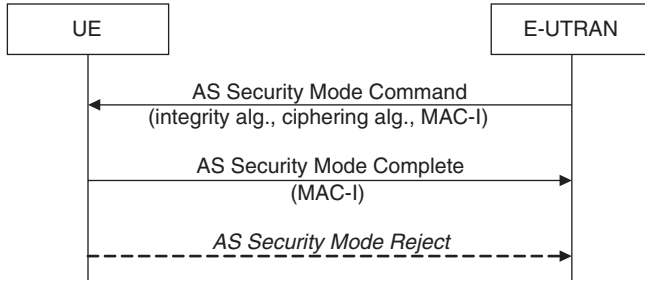 UE
E-UTRAN
AS Security Mode Command
(integrity alg., ciphering alg., MAC-I)
AS Security Mode Complete
(MAC-I)
AS Security Mode Reject